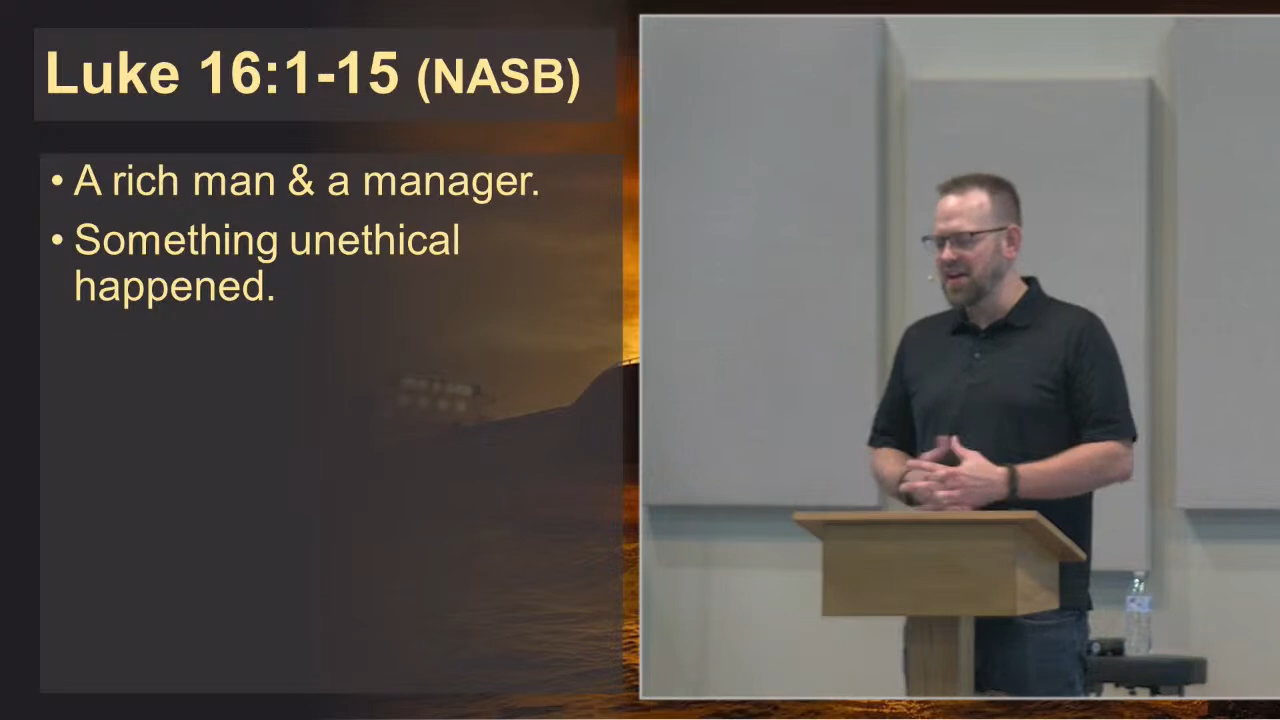 Luke 16:1-15 (NASB)
• A rich man & a manager.
• Something unethical
happened.